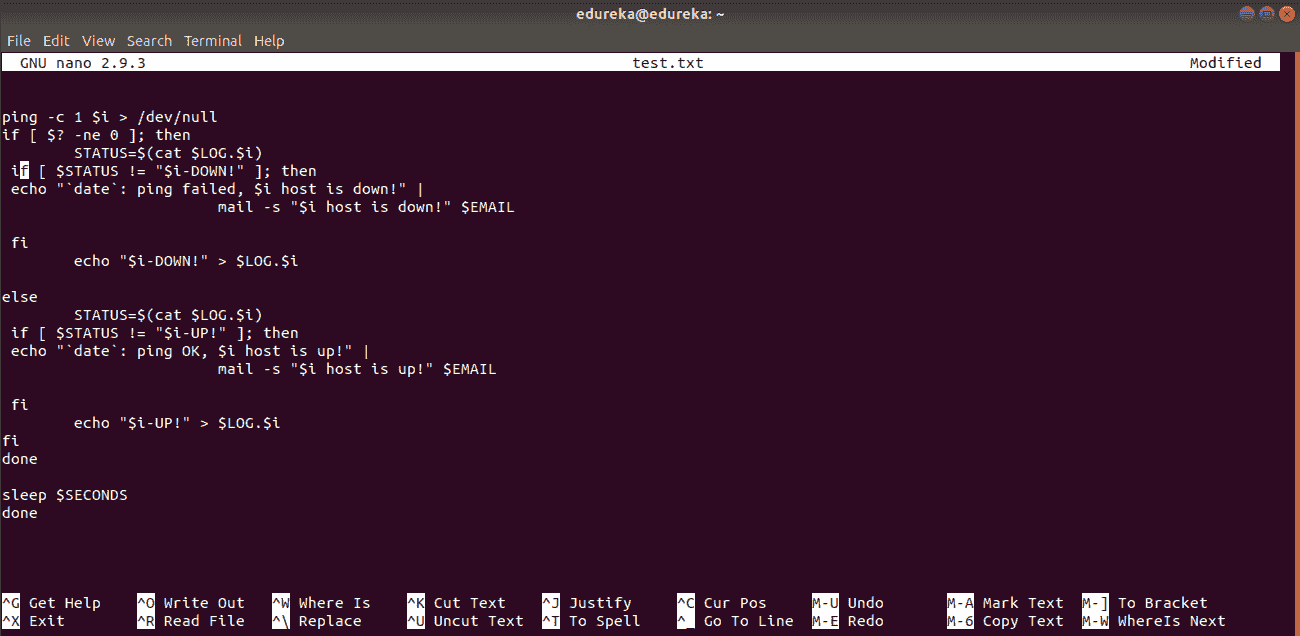 edureka@edureka: ~
File Edit View Search Terminal Help
GNU nano 2.9.3 test.txt Modified
ping -c 1 $i > /dev/null
if [ $? -ne 0 ]; then
STATUS=$(cat $LOG.$i)
if [ $STATUS != "$i-DOWN!" ]; then
echo "`date`: ping failed, $i host is down!" |
mail -s "$i host is down!" $EMAIL
fi
echo "$i-DOWN!" > $LOG.$i
else
STATUS=$(cat $LOG.$i)
if [ $STATUS != "$i-UP!" ]; then
echo "`date`: ping OK, $i host is up!" |
mail -s "$i host is up!" $EMAIL
fi
echo "$i-UP!" > $LOG.$i
fi
done
sleep $SECONDS
done
^G Get Help ^O Write Out ^W Where Is ^K Cut Text ^J Justify ^C Cur Pos M-U Undo M-A Mark Text M-] To Bracket
^X Exit ^R Read File ^\ Replace ^U Uncut Text ^T To Spell ^_ Go To Line M-E Redo M-6 Copy Text M-W WhereIs Next